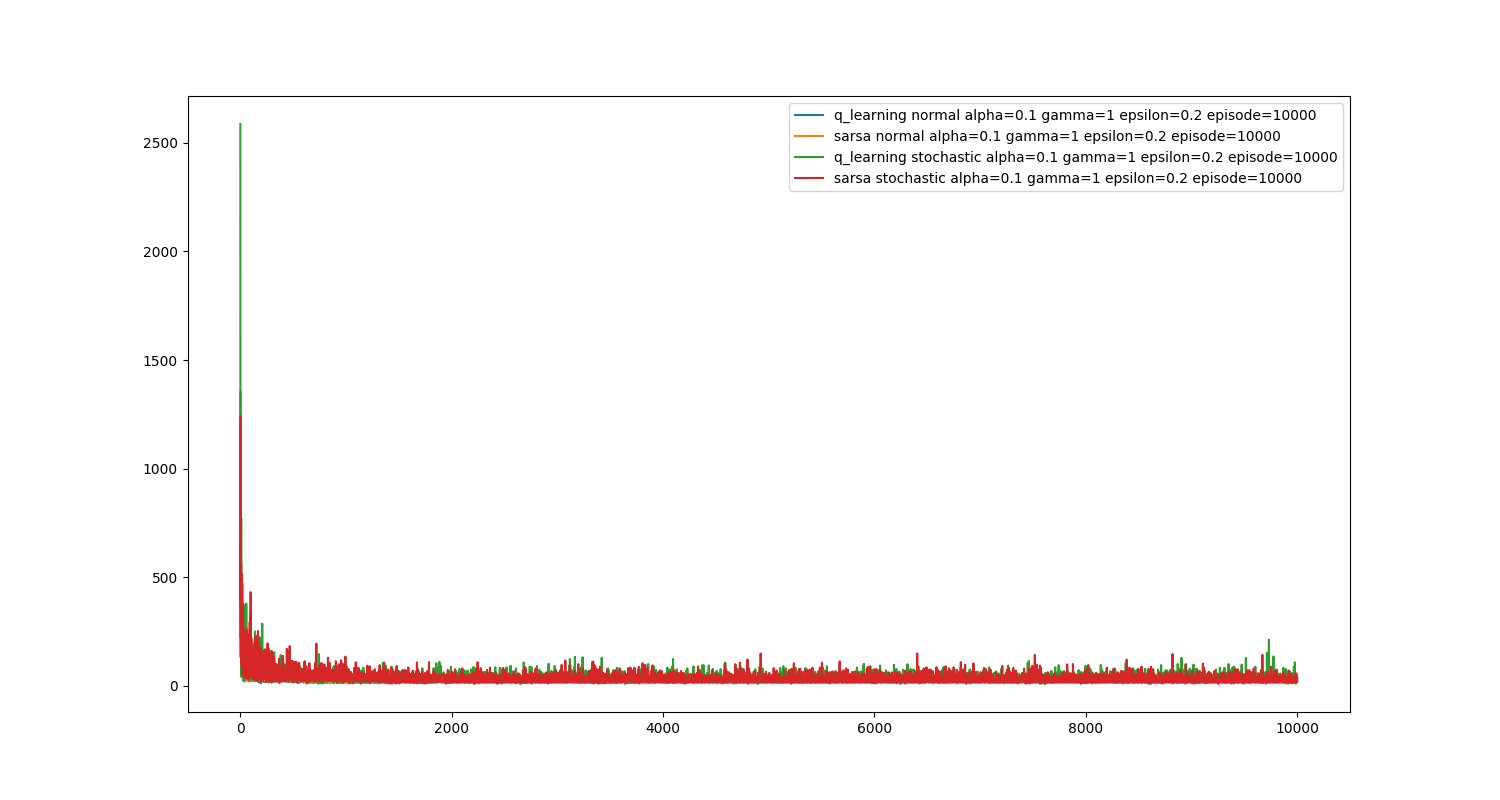 q_learning normal alpha=0.1 gamma=1 epsilon=0.2 episode=10000
sarsa normal alpha=0.1 gamma=1 epsilon=0.2 episode=10000
q_learning stochastic alpha=0.1 gamma=1 epsilon=0.2 episode=10000
sarsa stochastic alpha=0.1 gamma=1 epsilon=0.2 episode=10000
2500
2000
1500
1000
500
0
0 2000 4000 6000 8000 10000